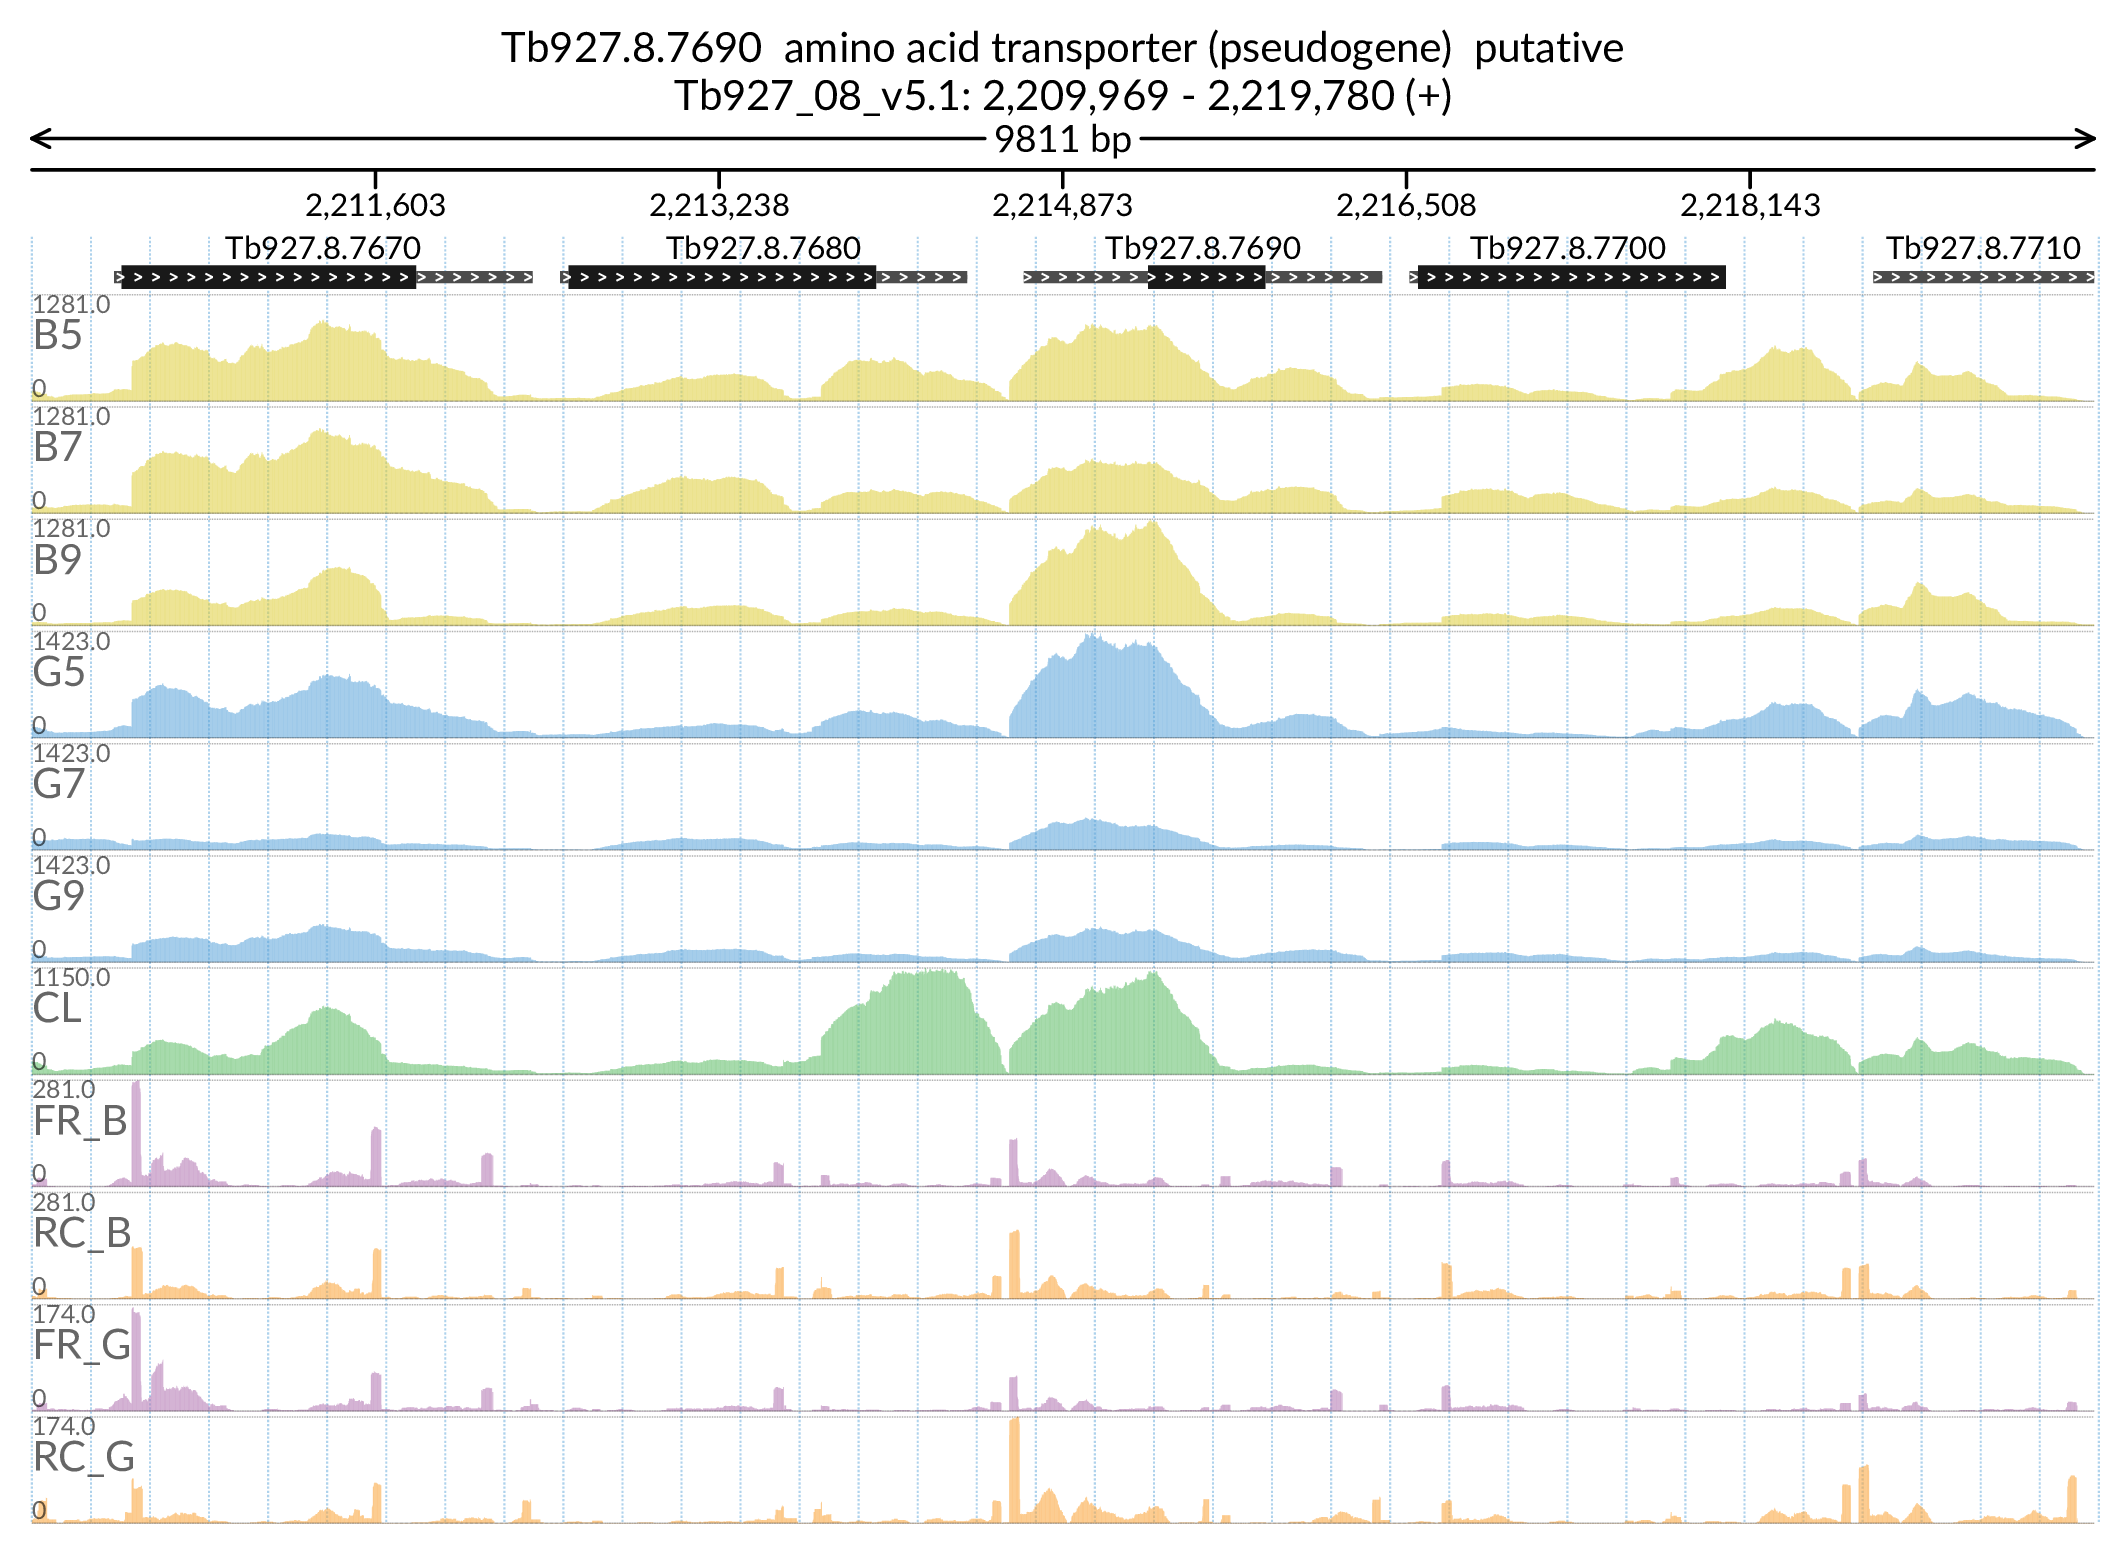 Tb927.8.7690 amino acid transporter (pseudogene) putative
Tb927_08_v5.1: 2,209,969 - 2,219,780 (+)
9811 bp
2,211,603 2,213,238 2,214,873 2,216,508 2,218,143
Tb927.8.7670 Tb927.8.7680 Tb927.8.7690 Tb927.8.7700 Tb927.8.7710
1281.0
B5
0
1281.0
B7
0
1281.0
B9
0
1423.0
G5
0
1423.0
G7
0
1423.0
G9
0
1150.0
CL
0
281.0
FR_B
0
281.0
RC_B
0
174.0
FR_G
0
174.0
RC_G
0